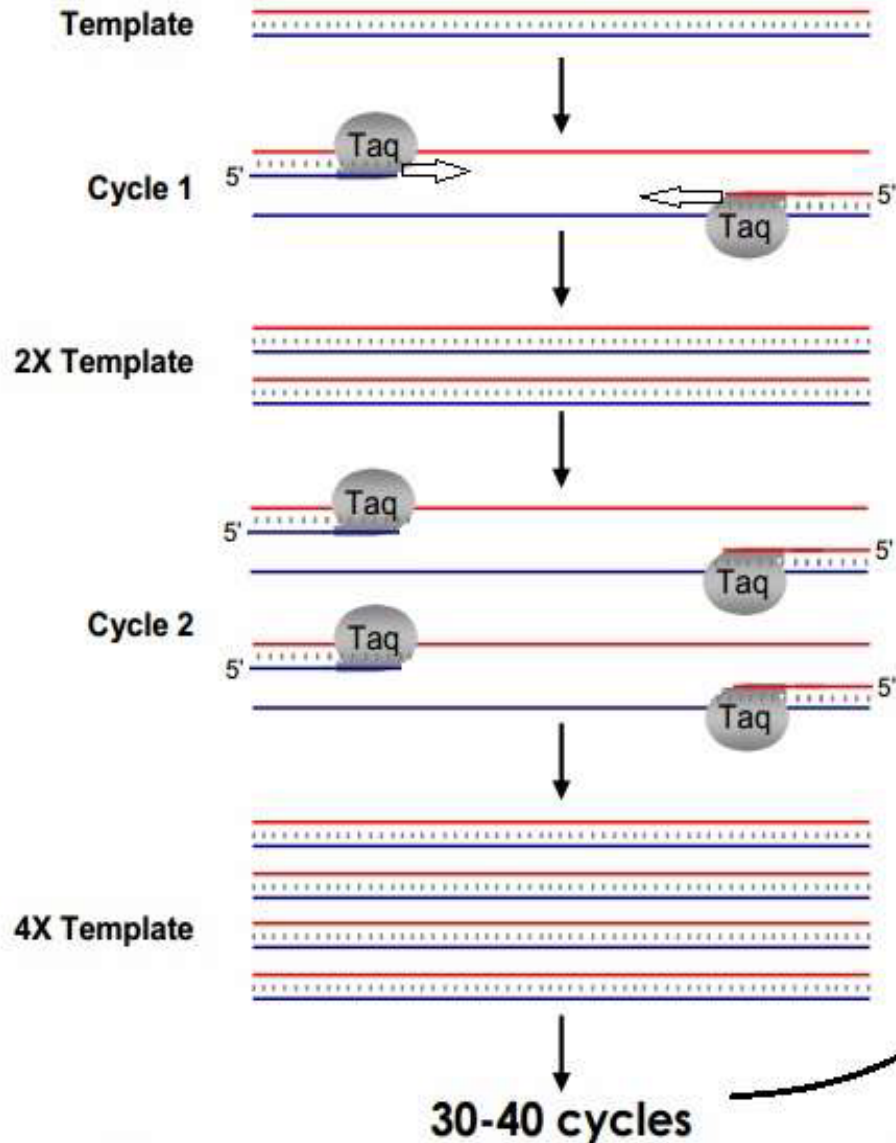 Template
Taq
Cycle 1
5'
5'
Taq
2X Template
Taq
5'
5'
Taq
Cycle 2
Taq
5'
5'
Taq
4X Template
30-40 cycles